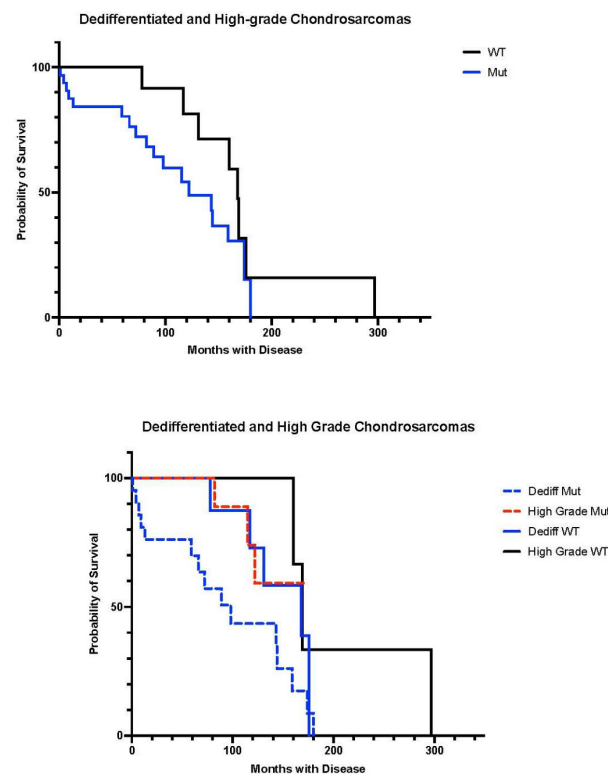 Dedifferentiated and High-grade Chondrosarcomas
WT
Mut
100
50
0
Probability of Survival
0 100 200 300
Months with Disease
Dedifferentiated and High Grade Chondrosarcomas
Dediff Mut
High Grade Mut
Dediff WT
High Grade WT
100
50
0
Probability of Survival
0 100 200 300
Months with Disease